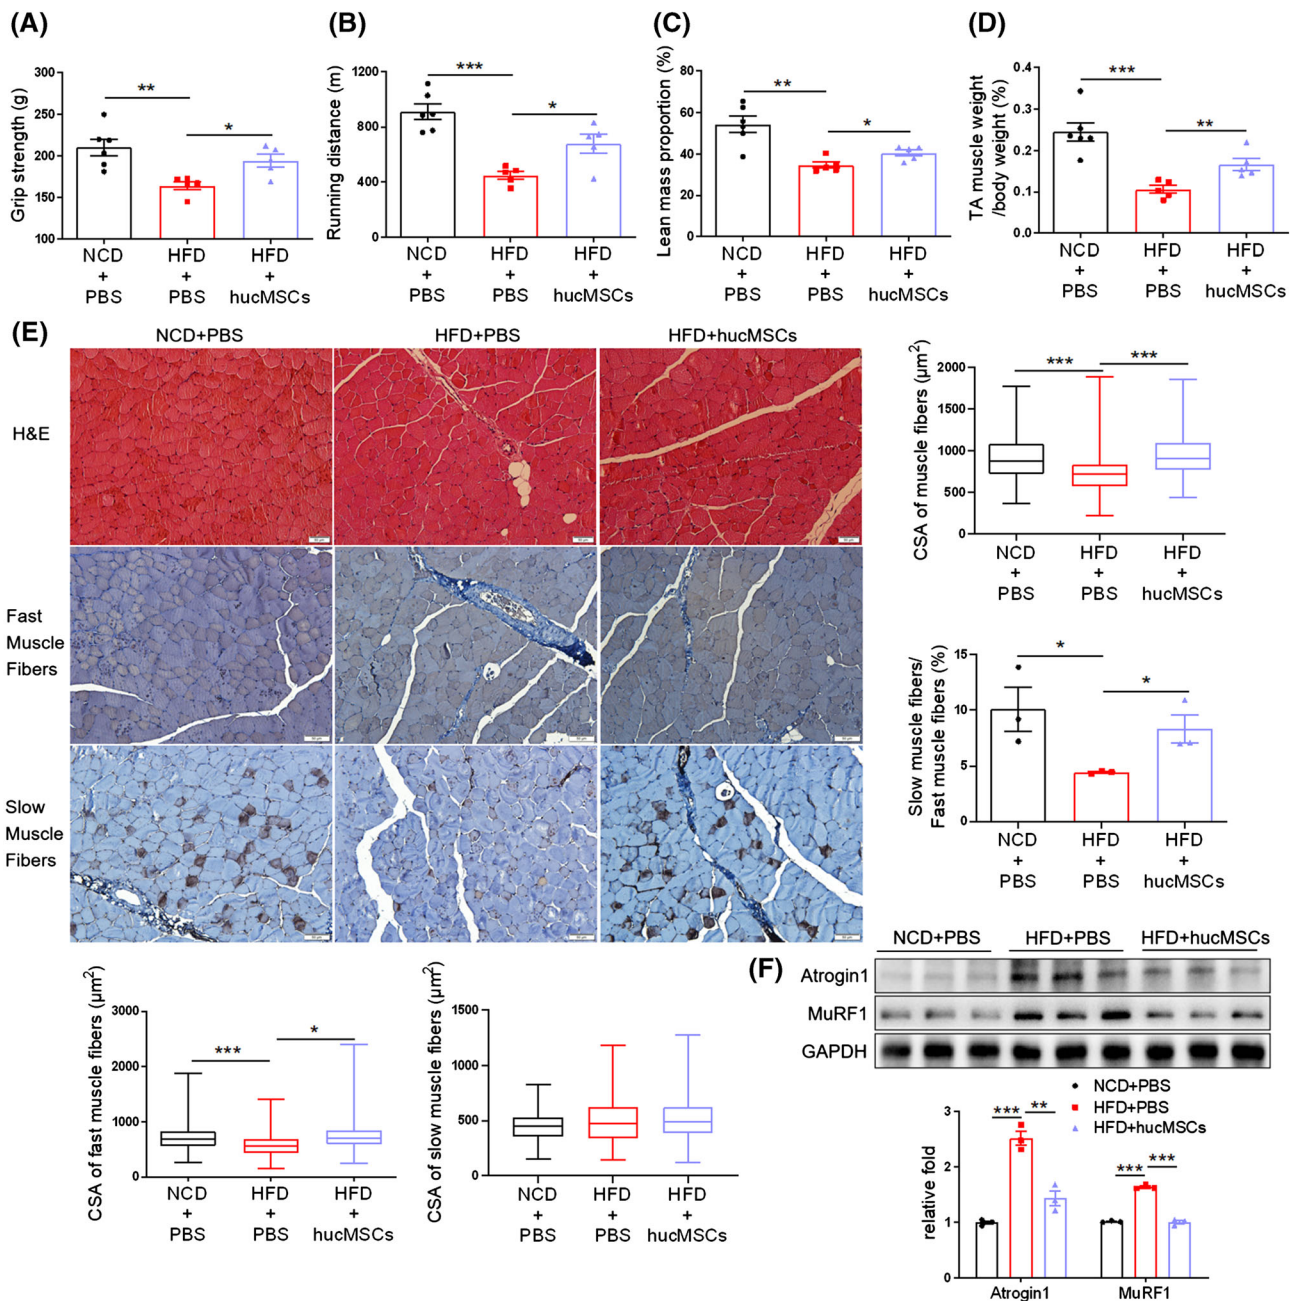 (A)
Grip strength (g)
300
250
200
150
100
**
*
NCD
+
PBS
HFD
+
PBS
HFD
+
hucMSCs
(B)
Running distance (m)
1200
800
400
0
***
*
NCD
+
PBS
HFD
+
PBS
HFD
+
hucMSCs
(C)
Lean mass proportion (%)
80
60
40
20
0
**
*
NCD
+
PBS
HFD
+
PBS
HFD
+
hucMSCs
(D)
TA muscle weight
/body weight (%)
0.4
0.3
0.2
0.1
0.0
***
**
NCD
+
PBS
HFD
+
PBS
HFD
+
hucMSCs
(E)
NCD+PBS
HFD+PBS
HFD+hucMSCs
H&E
Fast
Muscle
Fibers
Slow
Muscle
Fibers
CSA of muscle fibers (μm²)
2000
1500
1000
500
0
***
***
NCD
+
PBS
HFD
+
PBS
HFD
+
hucMSCs
Slow muscle fibers/
Fast muscle fibers (%)
15
10
5
0
*
*
NCD
+
PBS
HFD
+
PBS
HFD
+
hucMSCs
CSA of fast muscle fibers (μm²)
3000
2000
1000
0
***
*
NCD
+
PBS
HFD
+
PBS
HFD
+
hucMSCs
CSA of slow muscle fibers (μm²)
1500
1000
500
0
NCD
+
PBS
HFD
+
PBS
HFD
+
hucMSCs
(F)
NCD+PBS
HFD+PBS
HFD+hucMSCs
Atrogin1
MuRF1
GAPDH
NCD+PBS
HFD+PBS
HFD+hucMSCs
relative fold
3
2
1
0
***
**
***
***
Atrogin1
MuRF1